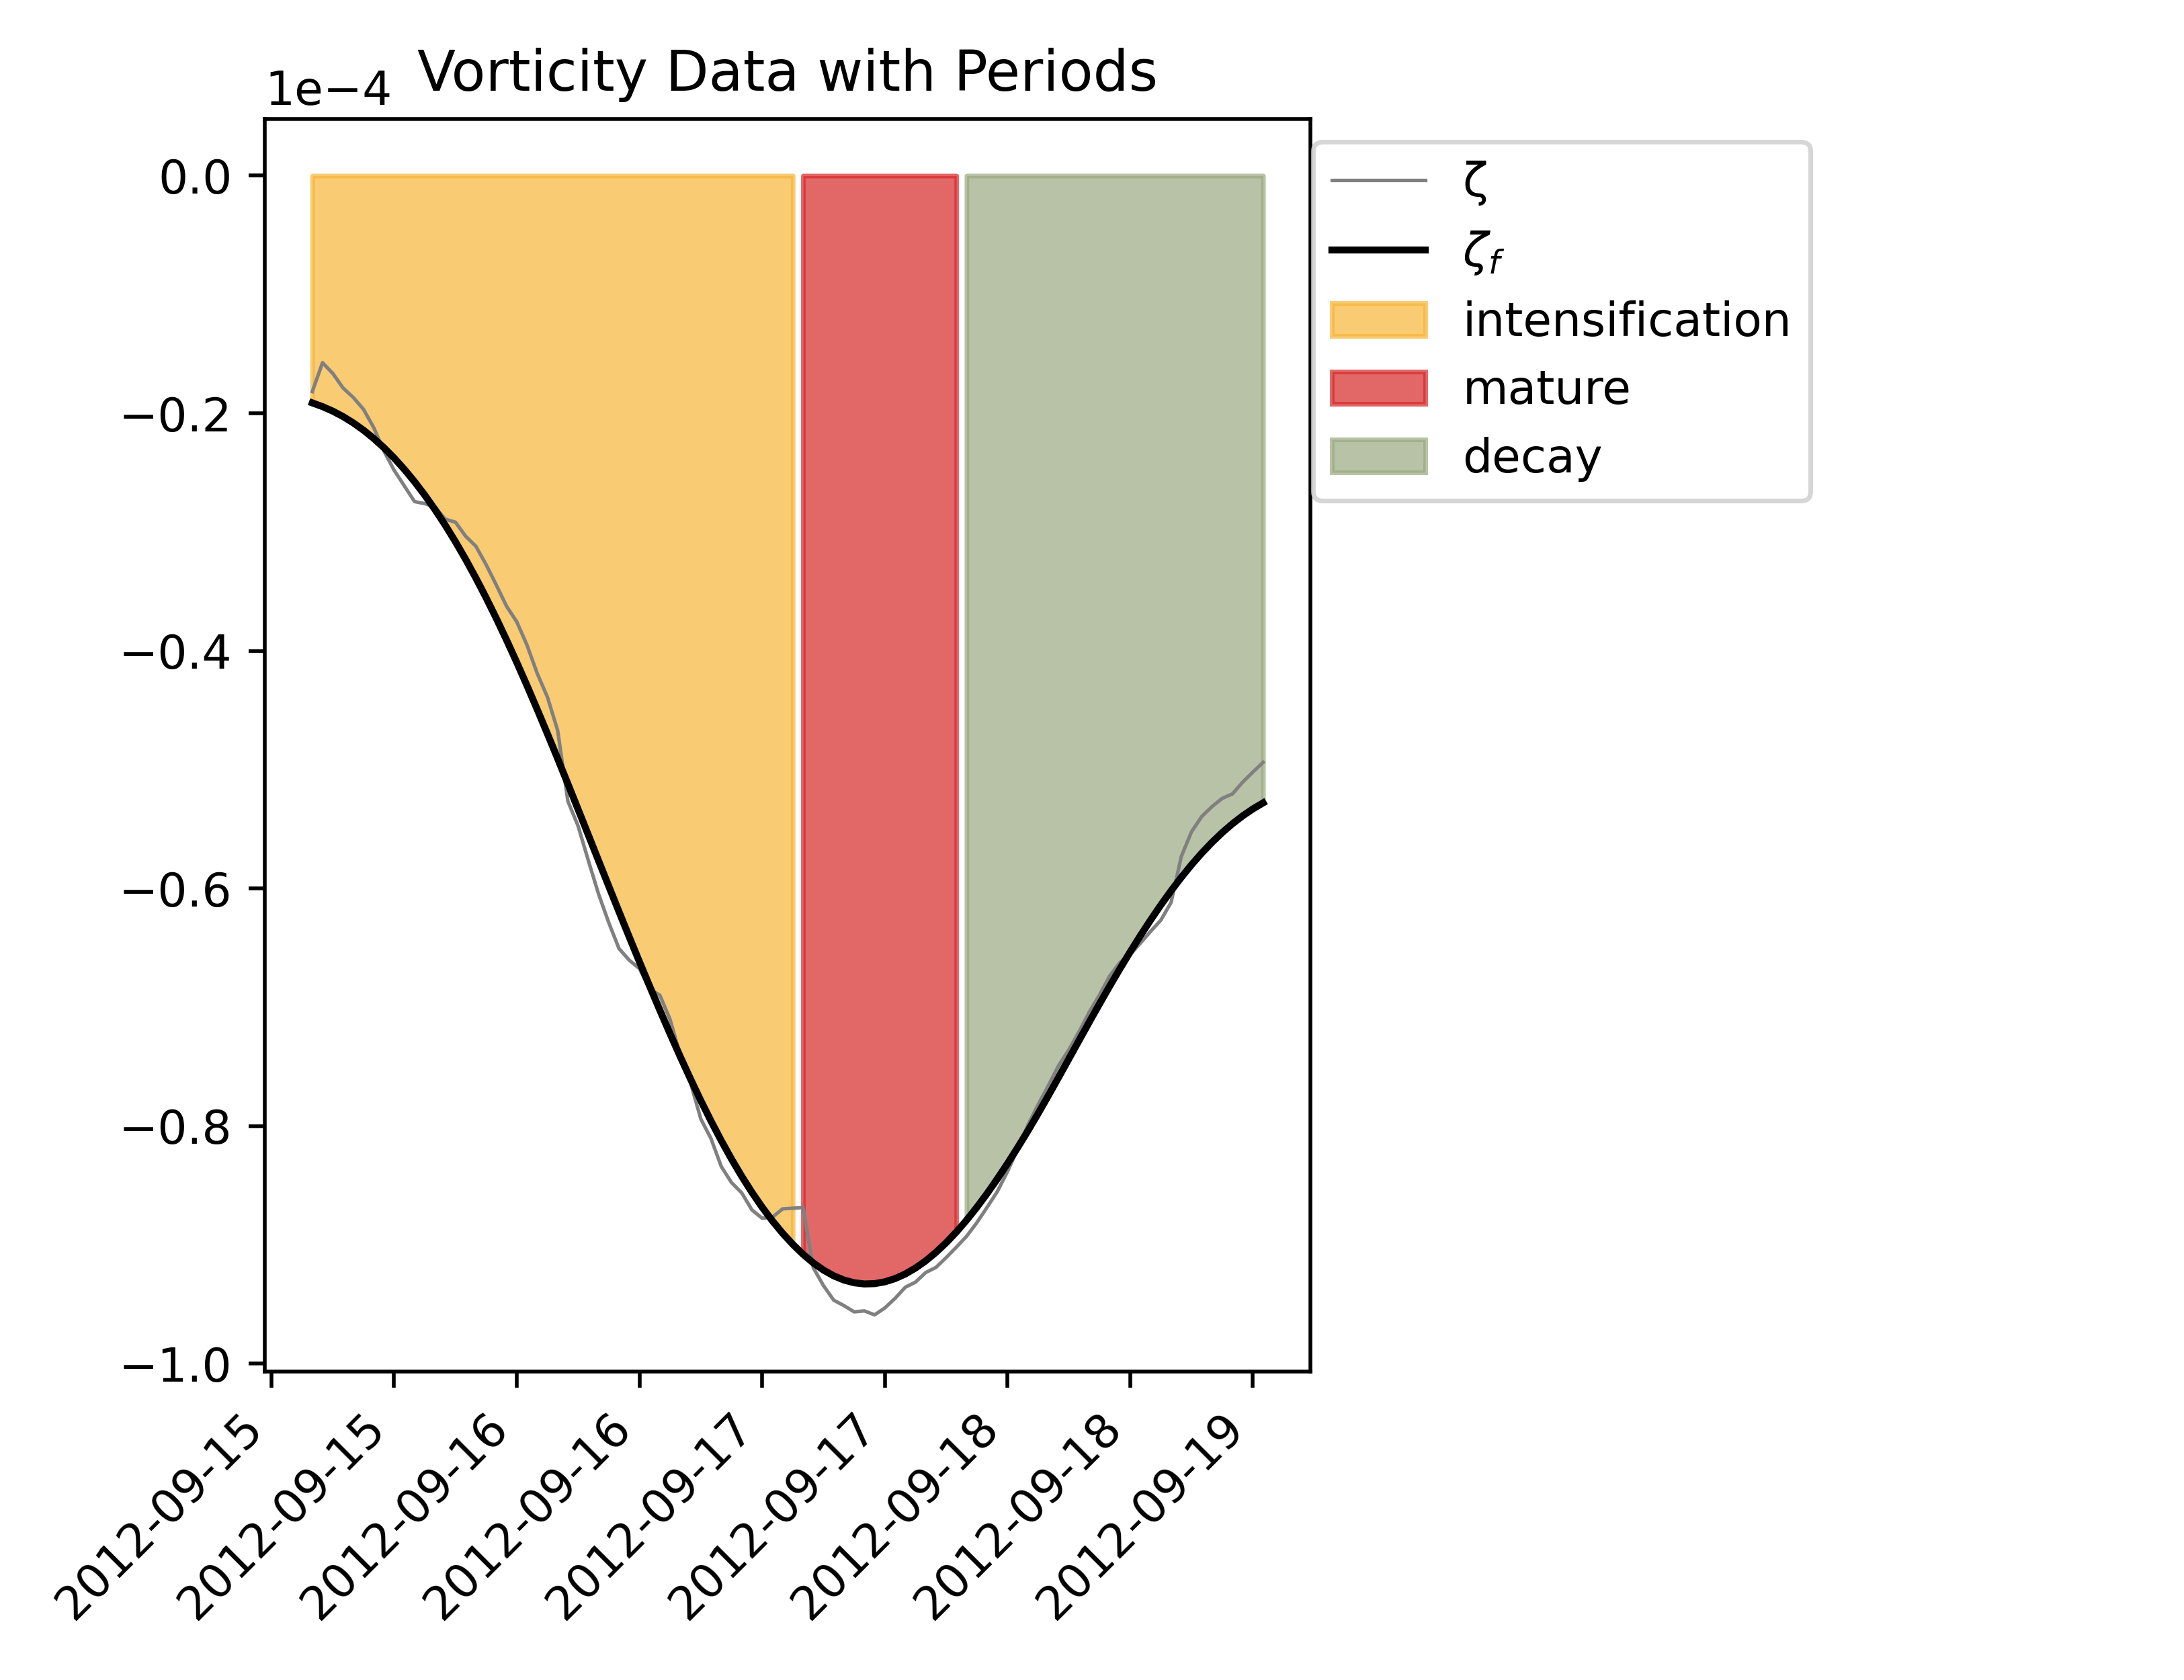 Vorticity Data with Periods
1e−4
0.0
−0.2
−0.4
−0.6
−0.8
−1.0
2012-09-15
2012-09-15
2012-09-16
2012-09-16
2012-09-17
2012-09-17
2012-09-18
2012-09-18
2012-09-19
ζ
ζf
intensification
mature
decay